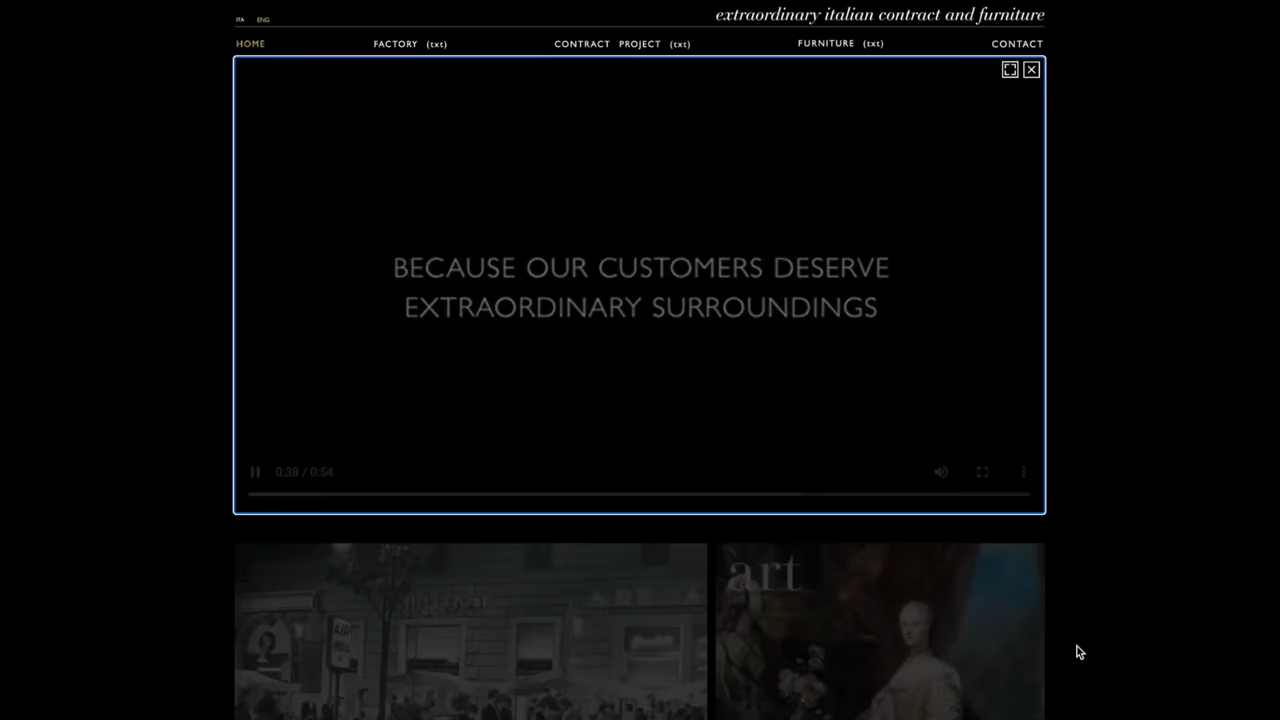 ITA ENG
extraordinary italian contract and furniture
HOME FACTORY (txt) CONTRACT PROJECT (txt) FURNITURE (txt) CONTACT
BECAUSE OUR CUSTOMERS DESERVE
EXTRAORDINARY SURROUNDINGS
0:38 / 0:54
art
AIR